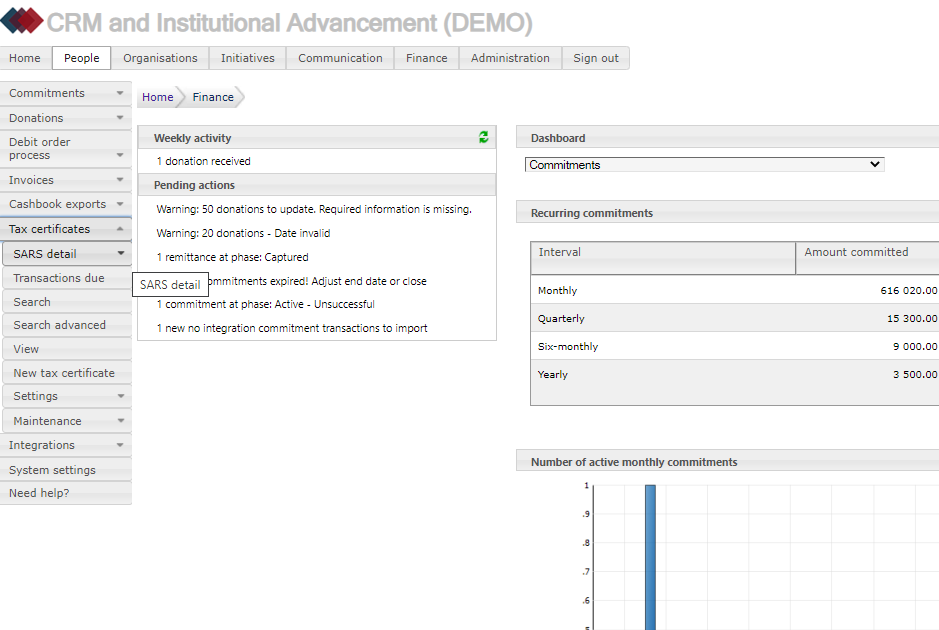 CRM and Institutional Advancement (DEMO)
Home
People
Organisations
Initiatives
Communication
Finance
Administration
Sign out
Commitments
Donations
Debit order
process
Invoices
Cashbook exports
Tax certificates
SARS detail
Transactions due
Search
Search advanced
View
New tax certificate
Settings
Maintenance
Integrations
System settings
Need help?
SARS detail
Home
Finance
Weekly activity
1 donation received
Pending actions
Warning: 50 donations to update. Required information is missing.
Warning: 20 donations - Date invalid
1 remittance at phase: Captured
commitments expired! Adjust end date or close
1 commitment at phase: Active - Unsuccessful
1 new no integration commitment transactions to import
Dashboard
Commitments
Recurring commitments
Interval
Amount committed
Monthly
616 020.00
Quarterly
15 300.00
Six-monthly
9 000.00
Yearly
3 500.00
Number of active monthly commitments
1
.9
.8
.7
.6